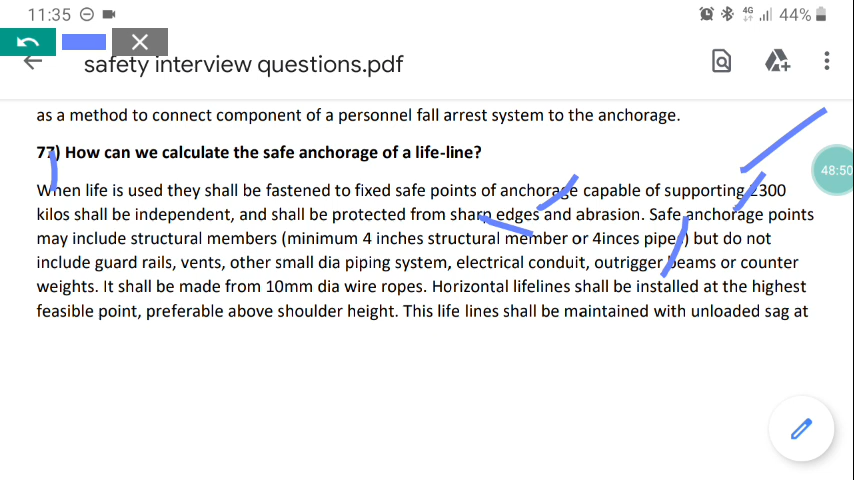 11:35
4G
44%
safety interview questions.pdf
as a method to connect component of a personnel fall arrest system to the anchorage.
77) How can we calculate the safe anchorage of a life-line?
48:50
When life is used they shall be fastened to fixed safe points of anchorage capable of supporting 2300
kilos shall be independent, and shall be protected from sharp edges and abrasion. Safe anchorage points
may include structural members (minimum 4 inches structural member or 4inces pipe) but do not
include guard rails, vents, other small dia piping system, electrical conduit, outrigger beams or counter
weights. It shall be made from 10mm dia wire ropes. Horizontal lifelines shall be installed at the highest
feasible point, preferable above shoulder height. This life lines shall be maintained with unloaded sag at